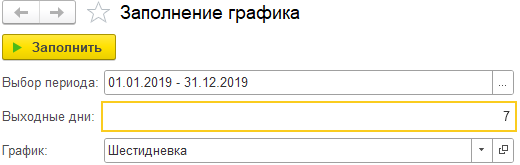 Заполнение графика
Заполнить
Выбор периода: 01.01.2019 - 31.12.2019 ...
Выходные дни: 7
График: Шестидневка